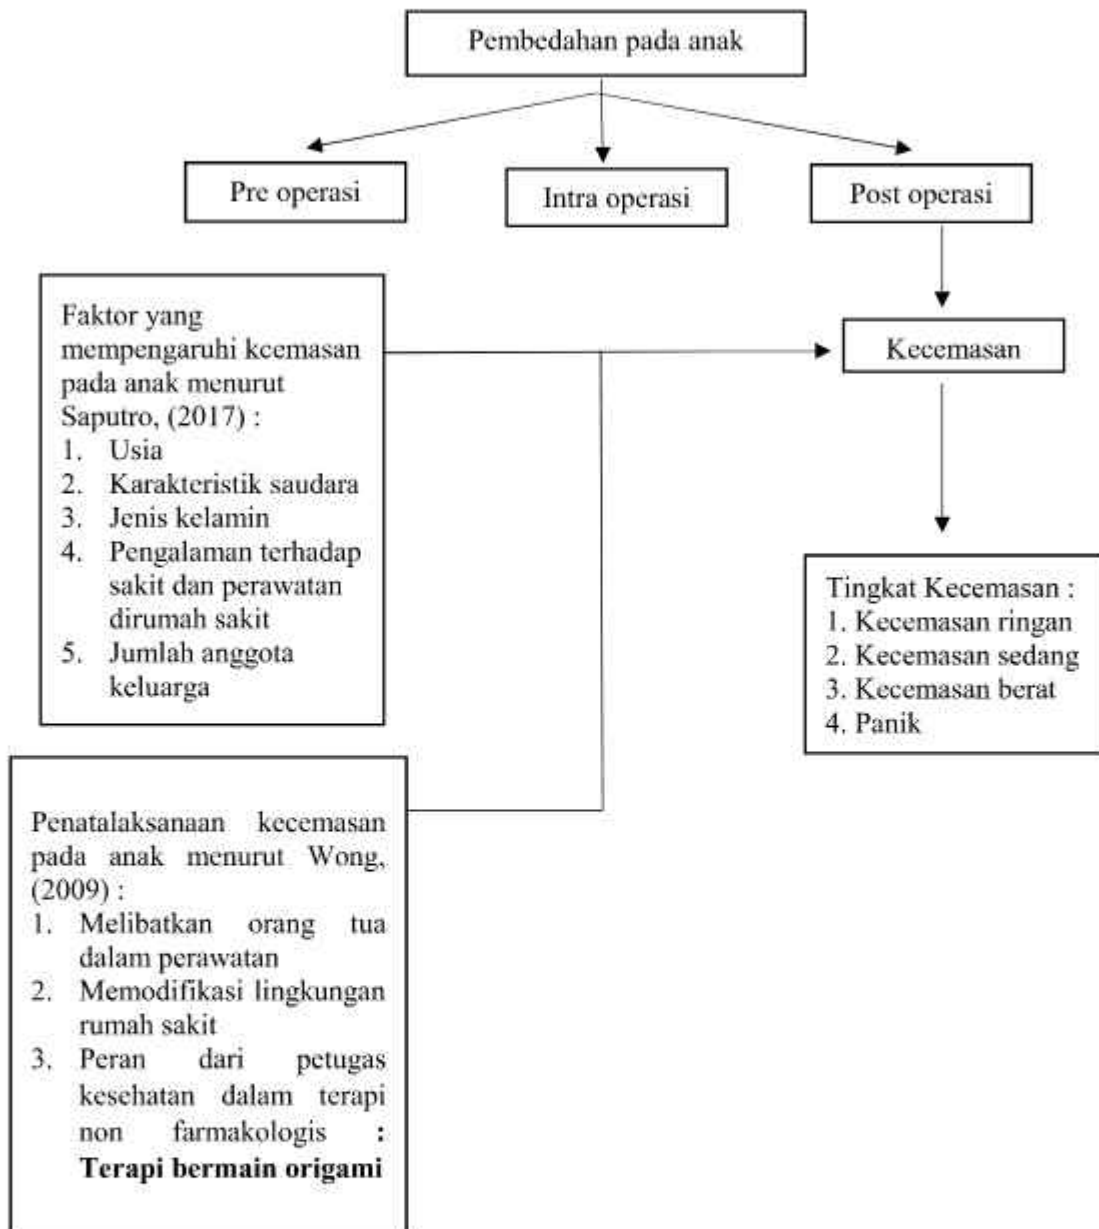 Pembedahan pada anak
Pre operasi
Intra operasi
Post operasi
Faktor yang
mempengaruhi kcemasan
pada anak menurut
Saputro, (2017) :
1. Usia
2. Karakteristik saudara
3. Jenis kelamin
4. Pengalaman terhadap
sakit dan perawatan
dirumah sakit
5. Jumlah anggota
keluarga
Kecemasan
Tingkat Kecemasan :
1. Kecemasan ringan
2. Kecemasan sedang
3. Kecemasan berat
4. Panik
Penatalaksanaan kecemasan
pada anak menurut Wong,
(2009) :
1. Melibatkan orang tua
dalam perawatan
2. Memodifikasi lingkungan
rumah sakit
3. Peran dari petugas
kesehatan dalam terapi
non farmakologis :
Terapi bermain origami